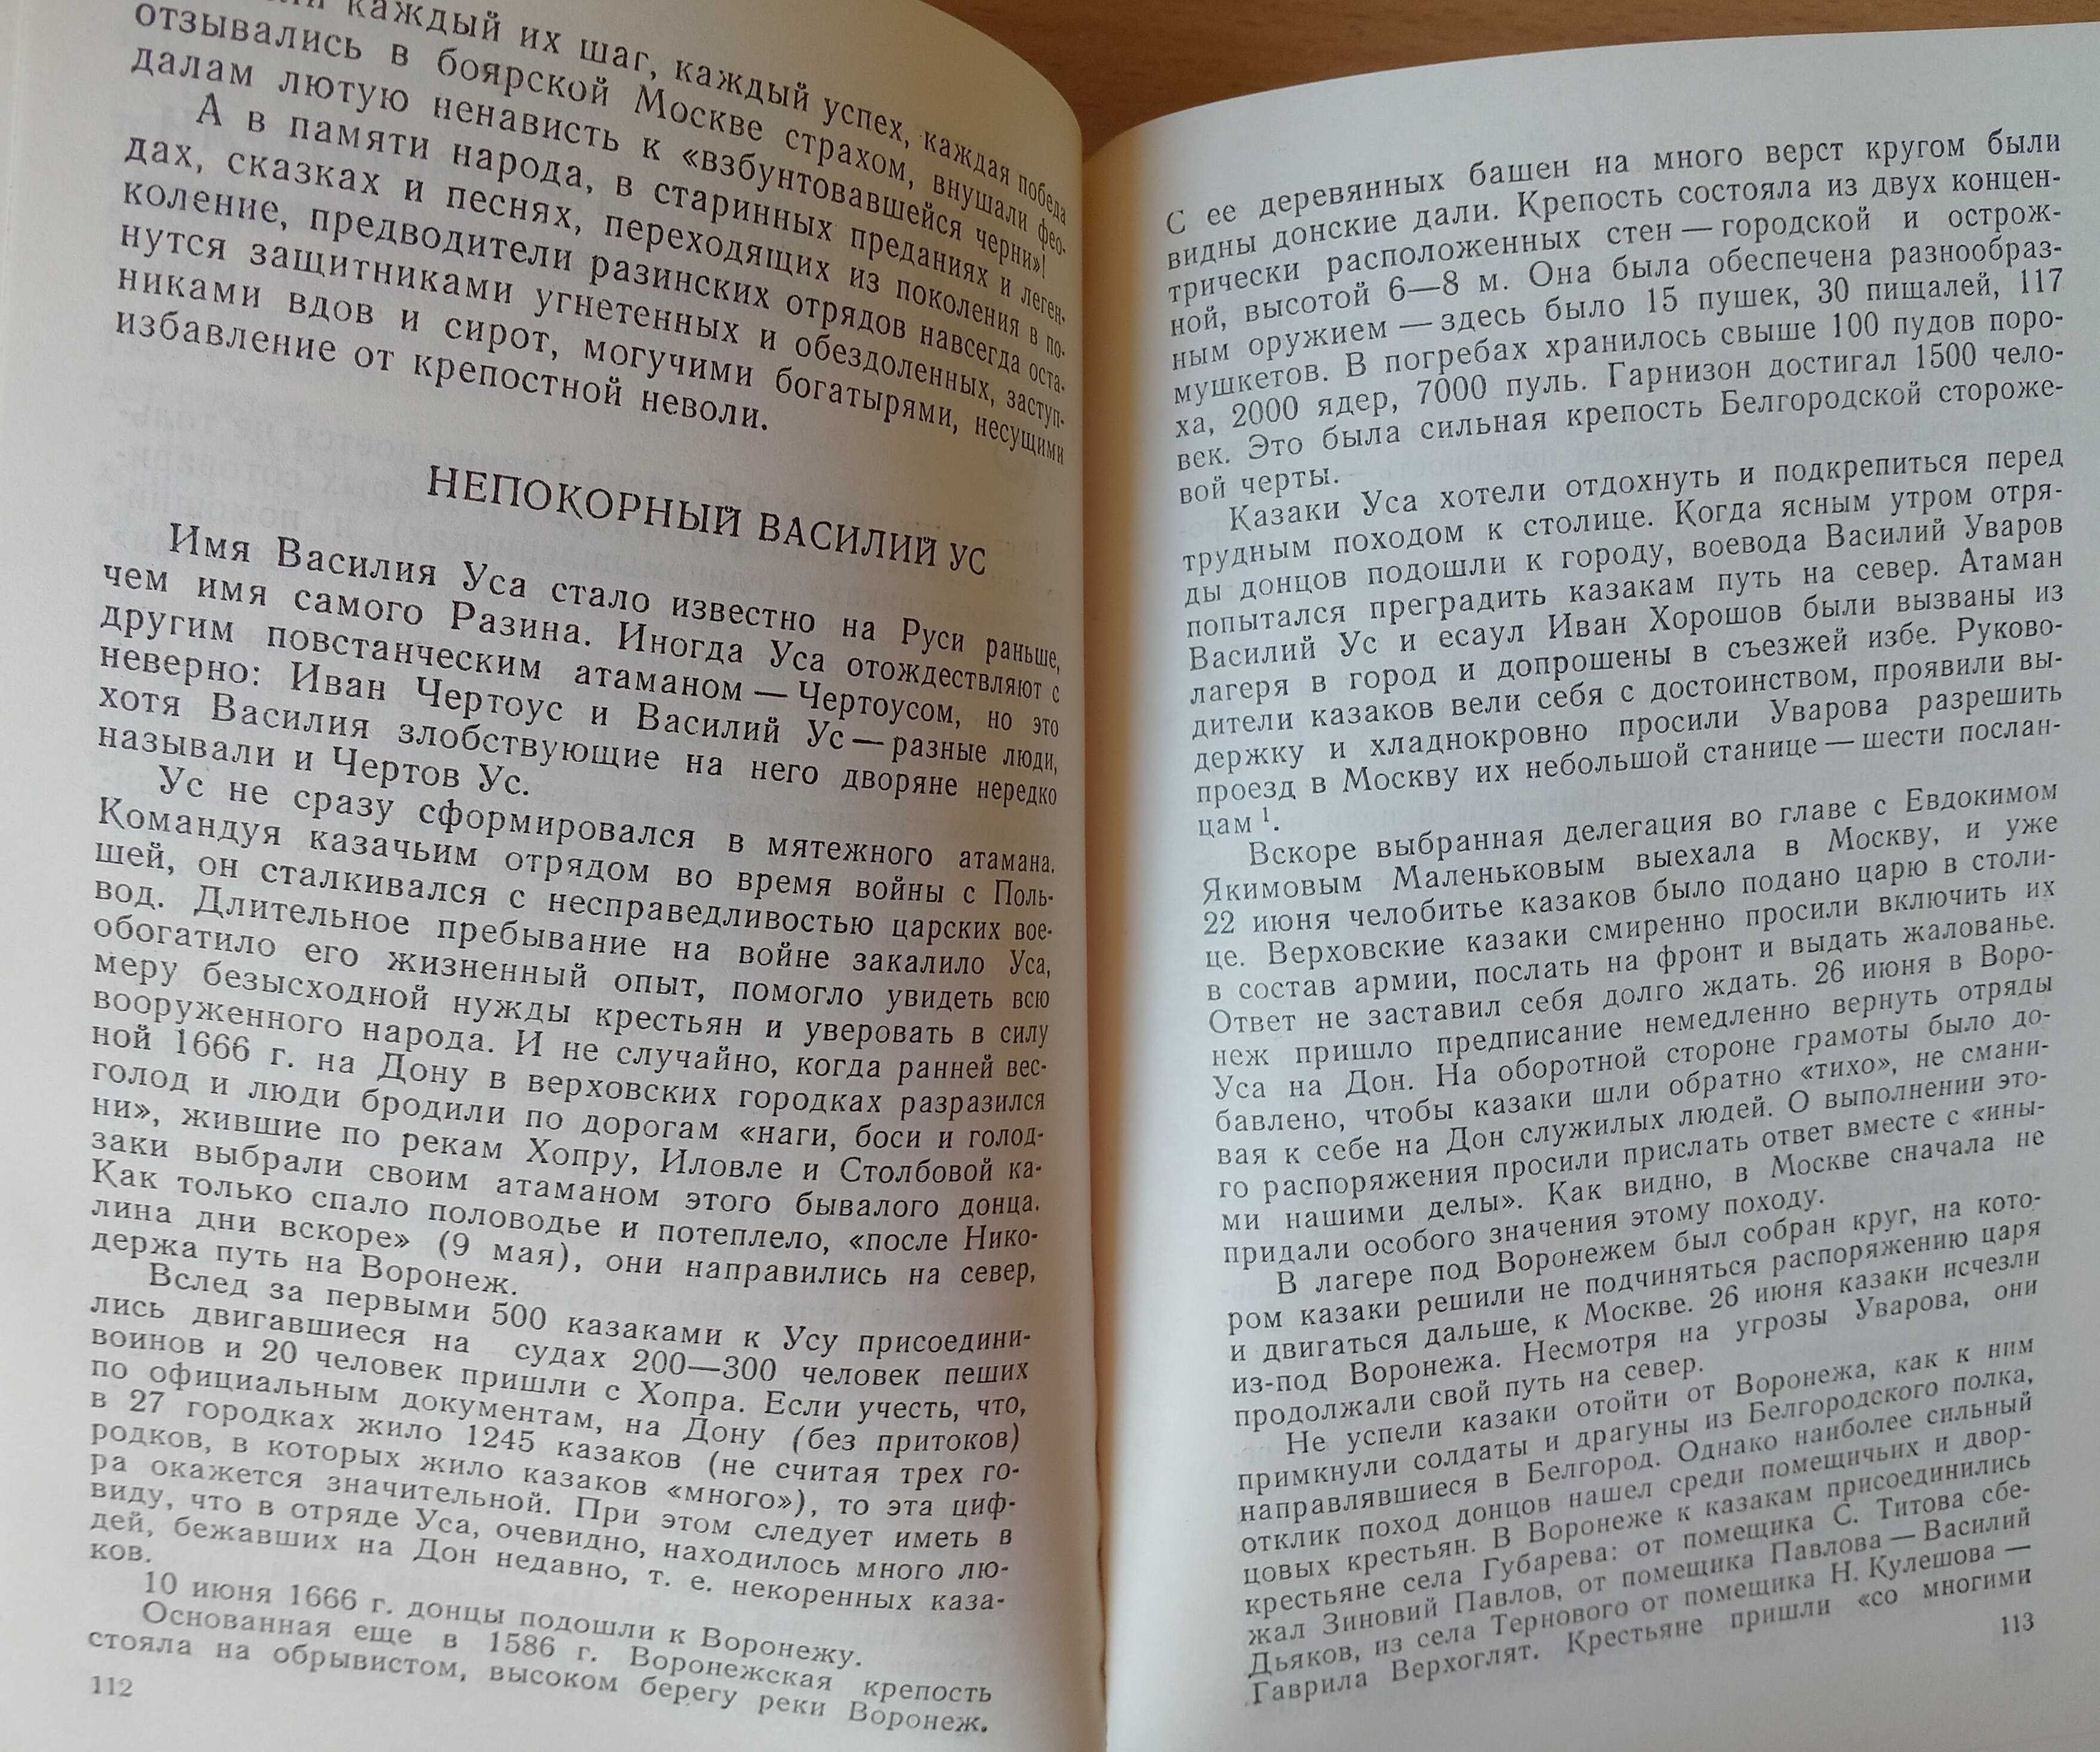 каждый их шаг, каждый успех, каждая победа
отзывались в боярской Москве страхом, внушали фео-
далам лютую ненависть к «взбунтовавшейся черни»!
А в памяти народа, в старинных преданиях и леген-
дах, сказках и песнях, переходящих из поколения в по-
коление, предводители разинских отрядов навсегда оста-
нутся защитниками угнетенных и обездоленных, заступ-
никами вдов и сирот, могучими богатырями, несущими
избавление от крепостной неволи.
НЕПОКОРНЫЙ ВАСИЛИЙ УС
Имя Василия Уса стало известно на Руси раньше,
чем имя самого Разина. Иногда Уса отождествляют с
другим повстанческим атаманом — Чертоусом, но это
неверно: Иван Чертоус и Василий Ус — разные люди,
хотя Василия злобствующие на него дворяне нередко
называли и Чертов Ус.
Ус не сразу сформировался в мятежного атамана.
Командуя казачьим отрядом во время войны с Поль-
шей, он сталкивался с несправедливостью царских вое-
вод. Длительное пребывание на войне закалило Уса,
обогатило его жизненный опыт, помогло увидеть всю
меру безысходной нужды крестьян и уверовать в силу
вооруженного народа. И не случайно, когда ранней вес-
ной 1666 г. на Дону в верховских городках разразился
голод и люди бродили по дорогам «наги, боси и голод-
ни», жившие по рекам Хопру, Иловле и Столбовой ка-
заки выбрали своим атаманом этого бывалого донца.
Как только спало половодье и потеплело, «после Нико-
лина дни вскоре» (9 мая), они направились на север,
держа путь на Воронеж.
Вслед за первыми 500 казаками к Усу присоедини-
лись двигавшиеся на судах 200—300 человек пеших
воинов и 20 человек пришли с Хопра. Если учесть, что,
по официальным документам, на Дону (без притоков)
в 27 городках жило 1245 казаков (не считая трех го-
родков, в которых жило казаков «много»), то эта циф-
ра окажется значительной. При этом следует иметь в
виду, что в отряде Уса, очевидно, находилось много лю-
дей, бежавших на Дон недавно, т. е. некоренных каза-
ков.
10 июня 1666 г. донцы подошли к Воронежу.
Основанная еще в 1586 г. Воронежская крепость
стояла на обрывистом, высоком берегу реки Воронеж.
112
С ее деревянных башен на много верст кругом были
видны донские дали. Крепость состояла из двух концен-
трически расположенных стен — городской и острож-
ной, высотой 6—8 м. Она была обеспечена разнообраз-
ным оружием — здесь было 15 пушек, 30 пищалей, 117
мушкетов. В погребах хранилось свыше 100 пудов поро-
ха, 2000 ядер, 7000 пуль. Гарнизон достигал 1500 чело-
век. Это была сильная крепость Белгородской стороже-
вой черты.
Казаки Уса хотели отдохнуть и подкрепиться перед
трудным походом к столице. Когда ясным утром отря-
ды донцов подошли к городу, воевода Василий Уваров
попытался преградить казакам путь на север. Атаман
Василий Ус и есаул Иван Хорошов были вызваны из
лагеря в город и допрошены в съезжей избе. Руково-
дители казаков вели себя с достоинством, проявили вы-
держку и хладнокровно просили Уварова разрешить
проезд в Москву их небольшой станице — шести послан-
цам ¹.
Вскоре выбранная делегация во главе с Евдокимом
Якимовым Маленьковым выехала в Москву, и уже
22 июня челобитье казаков было подано царю в столи-
це. Верховские казаки смиренно просили включить их
в состав армии, послать на фронт и выдать жалованье.
Ответ не заставил себя долго ждать. 26 июня в Воро-
неж пришло предписание немедленно вернуть отряды
Уса на Дон. На оборотной стороне грамоты было до-
бавлено, чтобы казаки шли обратно «тихо», не смани-
вая к себе на Дон служилых людей. О выполнении это-
го распоряжения просили прислать ответ вместе с «ины-
ми нашими делы». Как видно, в Москве сначала не
придали особого значения этому походу.
В лагере под Воронежем был собран круг, на кото-
ром казаки решили не подчиняться распоряжению царя
и двигаться дальше, к Москве. 26 июня казаки исчезли
из-под Воронежа. Несмотря на угрозы Уварова, они
продолжали свой путь на север.
Не успели казаки отойти от Воронежа, как к ним
примкнули солдаты и драгуны из Белгородского полка,
направлявшиеся в Белгород. Однако наиболее сильный
отклик поход донцов нашел среди помещичьих и двор-
цовых крестьян. В Воронеже к казакам присоединились
крестьяне села Губарева: от помещика С. Титова сбе-
жал Зиновий Павлов, от помещика Павлова — Василий
Дьяков, из села Тернового от помещика Н. Кулешова —
Гаврила Верхоглят. Крестьяне пришли «со многими
113